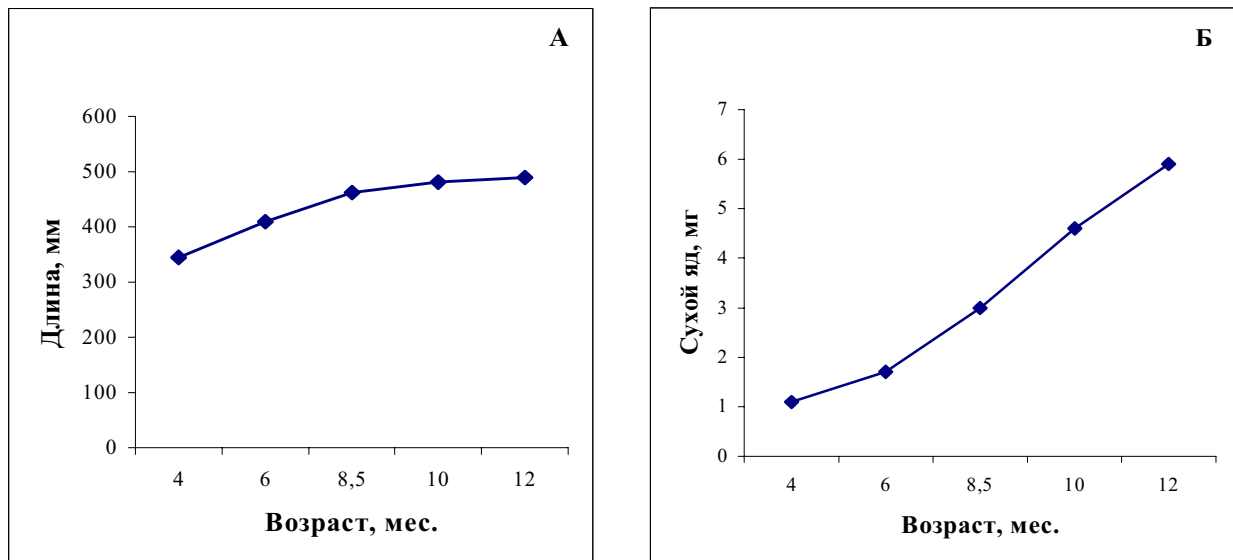 А
600
500
400
300
200
100
0
Длина, мм
4 6 8,5 10 12
Возраст, мес.
Б
7
6
5
4
3
2
1
0
Сухой яд, мг
4 6 8,5 10 12
Возраст, мес.